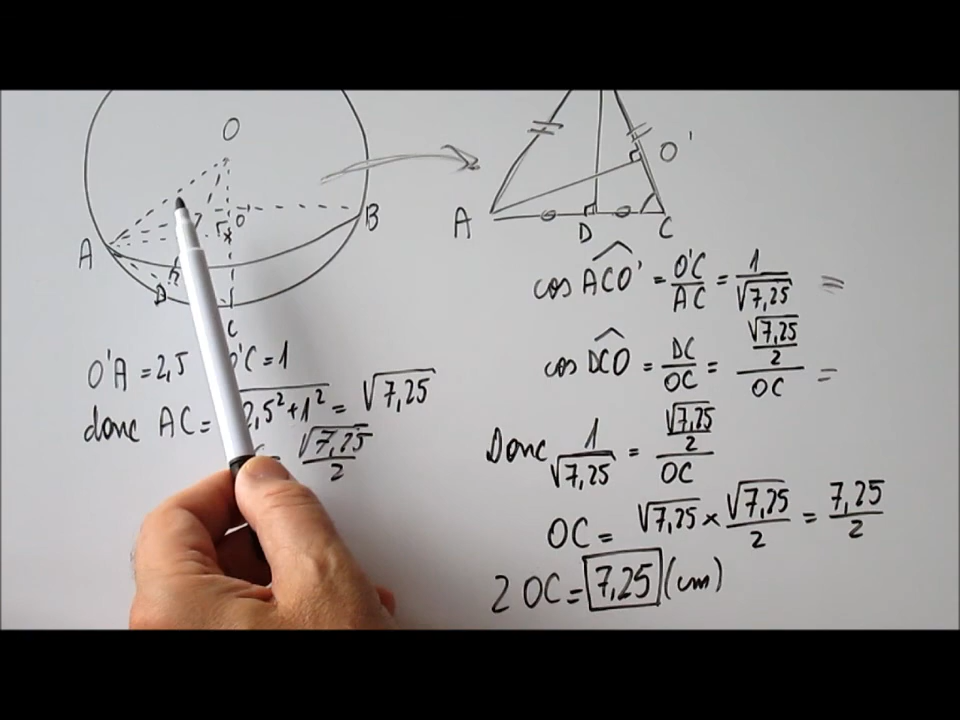 O
O'
A
B
D
C
O'A = 2,5 O'C = 1
donc AC = 2,5² + 1² = √7,25
= √7,25/2
O'
A
D
C
cos ACO' = O'C/AC = 1/√7,25 =
cos DCO = DC/OC = (√7,25/2)/OC =
Donc 1/√7,25 = (√7,25/2)/OC
OC = √7,25 × √7,25/2 = 7,25/2
2 OC = 7,25 (cm)